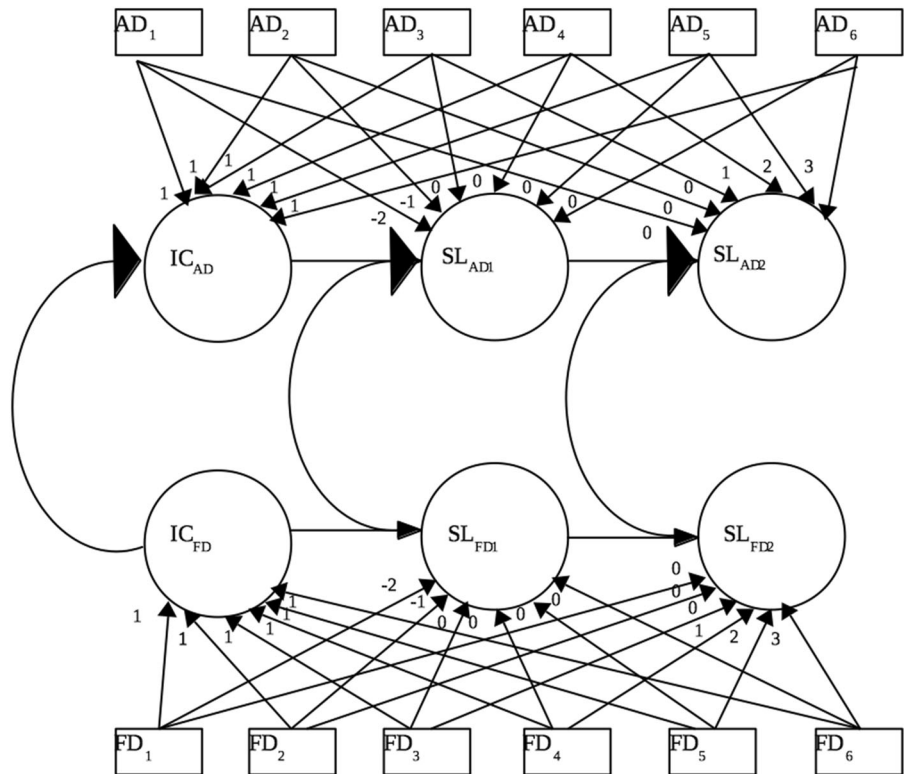 AD1 AD2 AD3 AD4 AD5 AD6
1 1 1 1 1 1
-2 -1 0 0 0 0
0 0 1 2 3
0
ICAD SLAD1 SLAD2
ICFD SLFD1 SLFD2
1 1 1 1 1 1
-2 -1 0 0 0 0
0 0 0 1 2 3
FD1 FD2 FD3 FD4 FD5 FD6